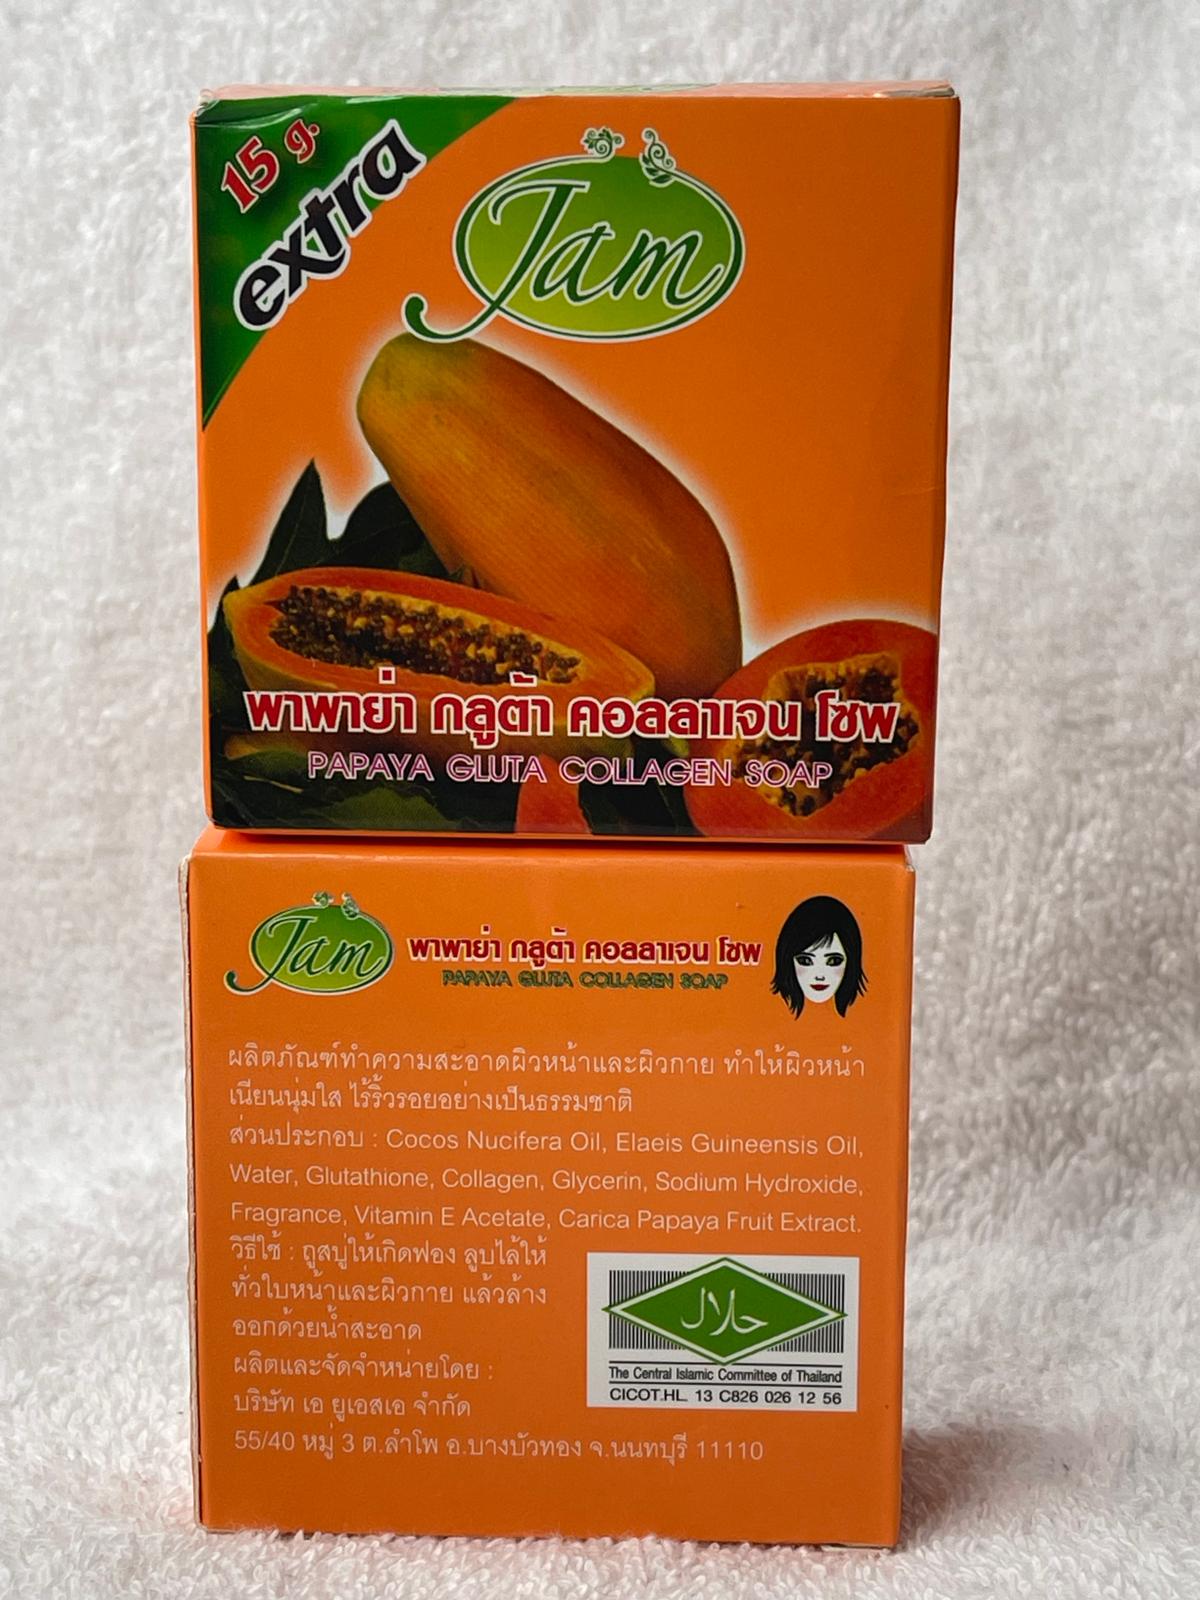 15 g.
extra
Jam
พาพาย่า กลูต้า คอลลาเจน โซพ
PAPAYA GLUTA COLLAGEN SOAP
Jam
พาพาย่า กลูต้า คอลลาเจน โซพ
PAPAYA GLUTA COLLAGEN SOAP
ผลิตภัณฑ์ทำความสะอาดผิวหน้าและผิวกาย ทำให้ผิวหน้า
เนียนนุ่มใส ไร้ริ้วรอยอย่างเป็นธรรมชาติ
ส่วนประกอบ : Cocos Nucifera Oil, Elaeis Guineensis Oil,
Water, Glutathione, Collagen, Glycerin, Sodium Hydroxide,
Fragrance, Vitamin E Acetate, Carica Papaya Fruit Extract.
วิธีใช้ : ถูสบู่ให้เกิดฟอง ลูบไล้ให้
ทั่วใบหน้าและผิวกาย แล้วล้าง
ออกด้วยน้ำสะอาด
ผลิตและจัดจำหน่ายโดย :
บริษัท เอ ยูเอสเอ จำกัด
55/40 หมู่ 3 ต.ลำโพ อ.บางบัวทอง จ.นนทบุรี 11110
حلال
The Central Islamic Committee of Thailand
CICOT.HL. 13 C826 026 12 56